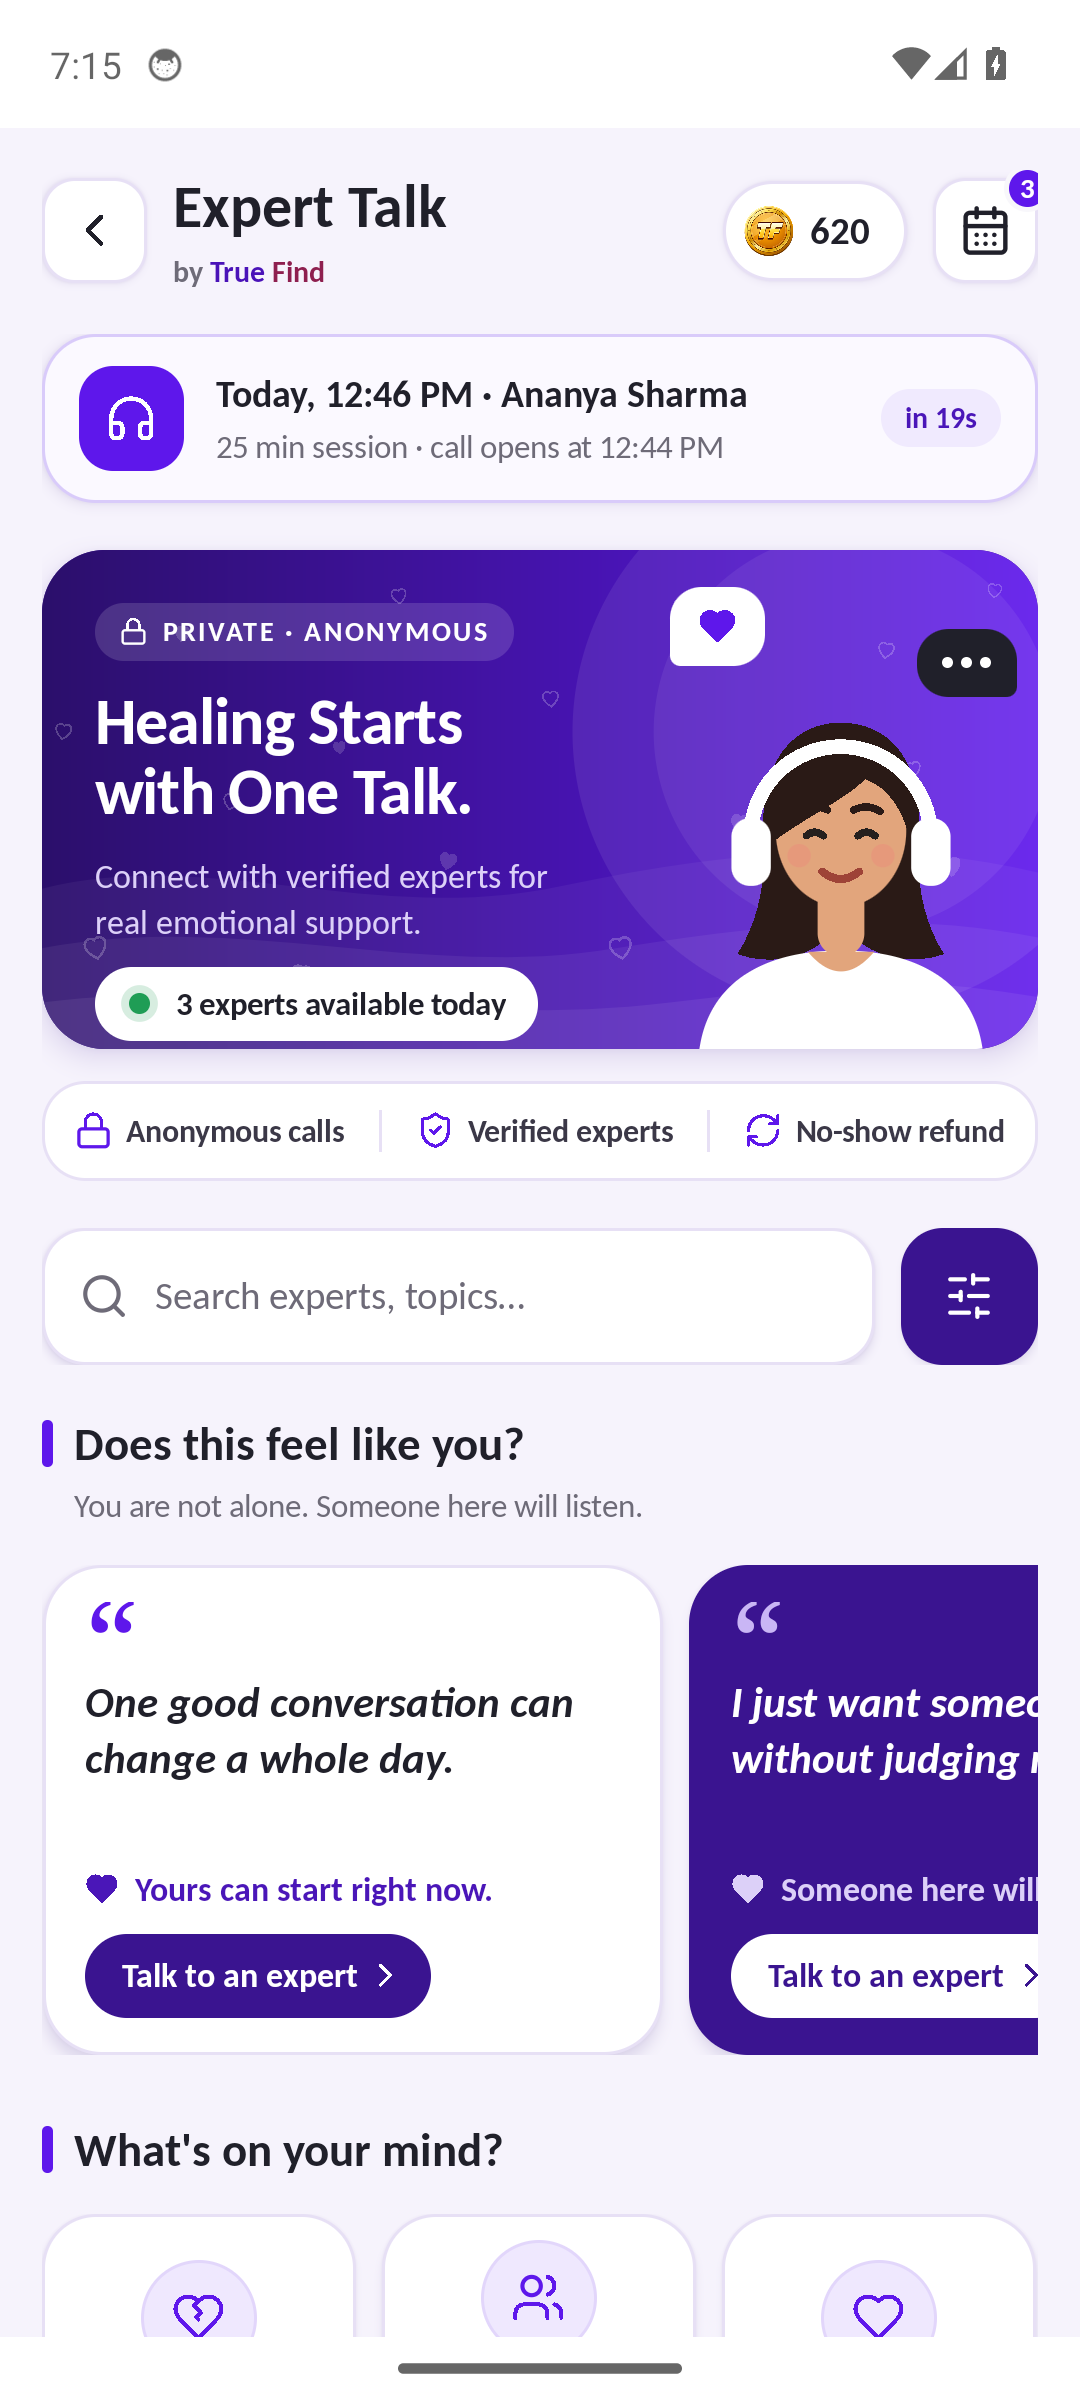 7:15
Expert Talk
by True Find
620
3
Today, 12:46 PM · Ananya Sharma
25 min session · call opens at 12:44 PM
in 19s
PRIVATE · ANONYMOUS
Healing Starts
with One Talk.
Connect with verified experts for
real emotional support.
3 experts available today
Anonymous calls
Verified experts
No-show refund
Search experts, topics...
Does this feel like you?
You are not alone. Someone here will listen.
“
One good conversation can
change a whole day.
Yours can start right now.
Talk to an expert
“
I just want
without judging
Someone here will
Talk to an expert
What's on your mind?